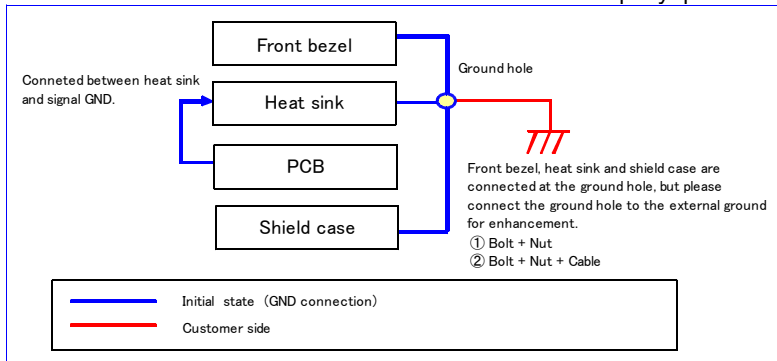 Front bezel
Ground hole
Conneted between heat sink
and signal GND.
Heat sink
PCB
Front bezel, heat sink and shield case are
connected at the ground hole, but please
connect the ground hole to the external ground
for enhancement.
① Bolt + Nut
② Bolt + Nut + Cable
Shield case
Initial state (GND connection)
Customer side